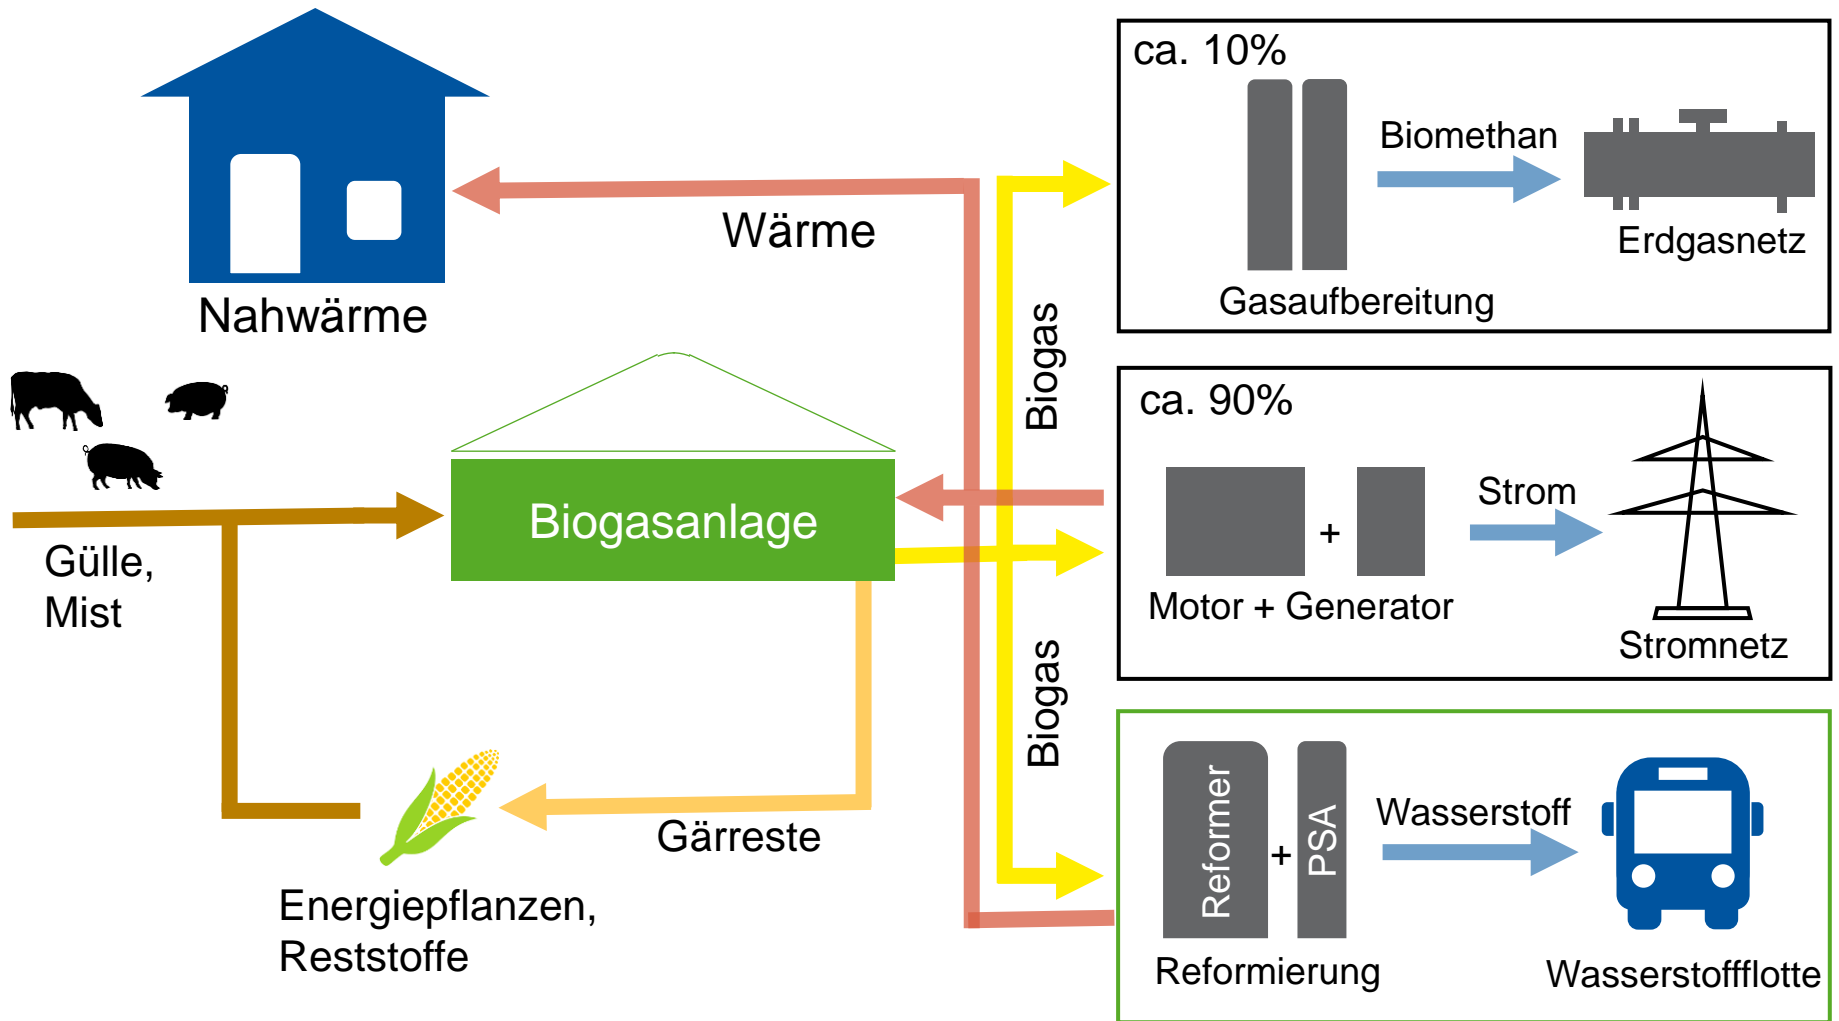 ca. 10%
Biomethan
Erdgasnetz
Gasaufbereitung
Wärme
Nahwärme
Biogas
ca. 90%
Strom
+
Motor + Generator
Stromnetz
Biogasanlage
Gülle,
Mist
Biogas
Gärreste
Energiepflanzen,
Reststoffe
Reformer
+
PSA
Wasserstoff
Reformierung
Wasserstoffflotte